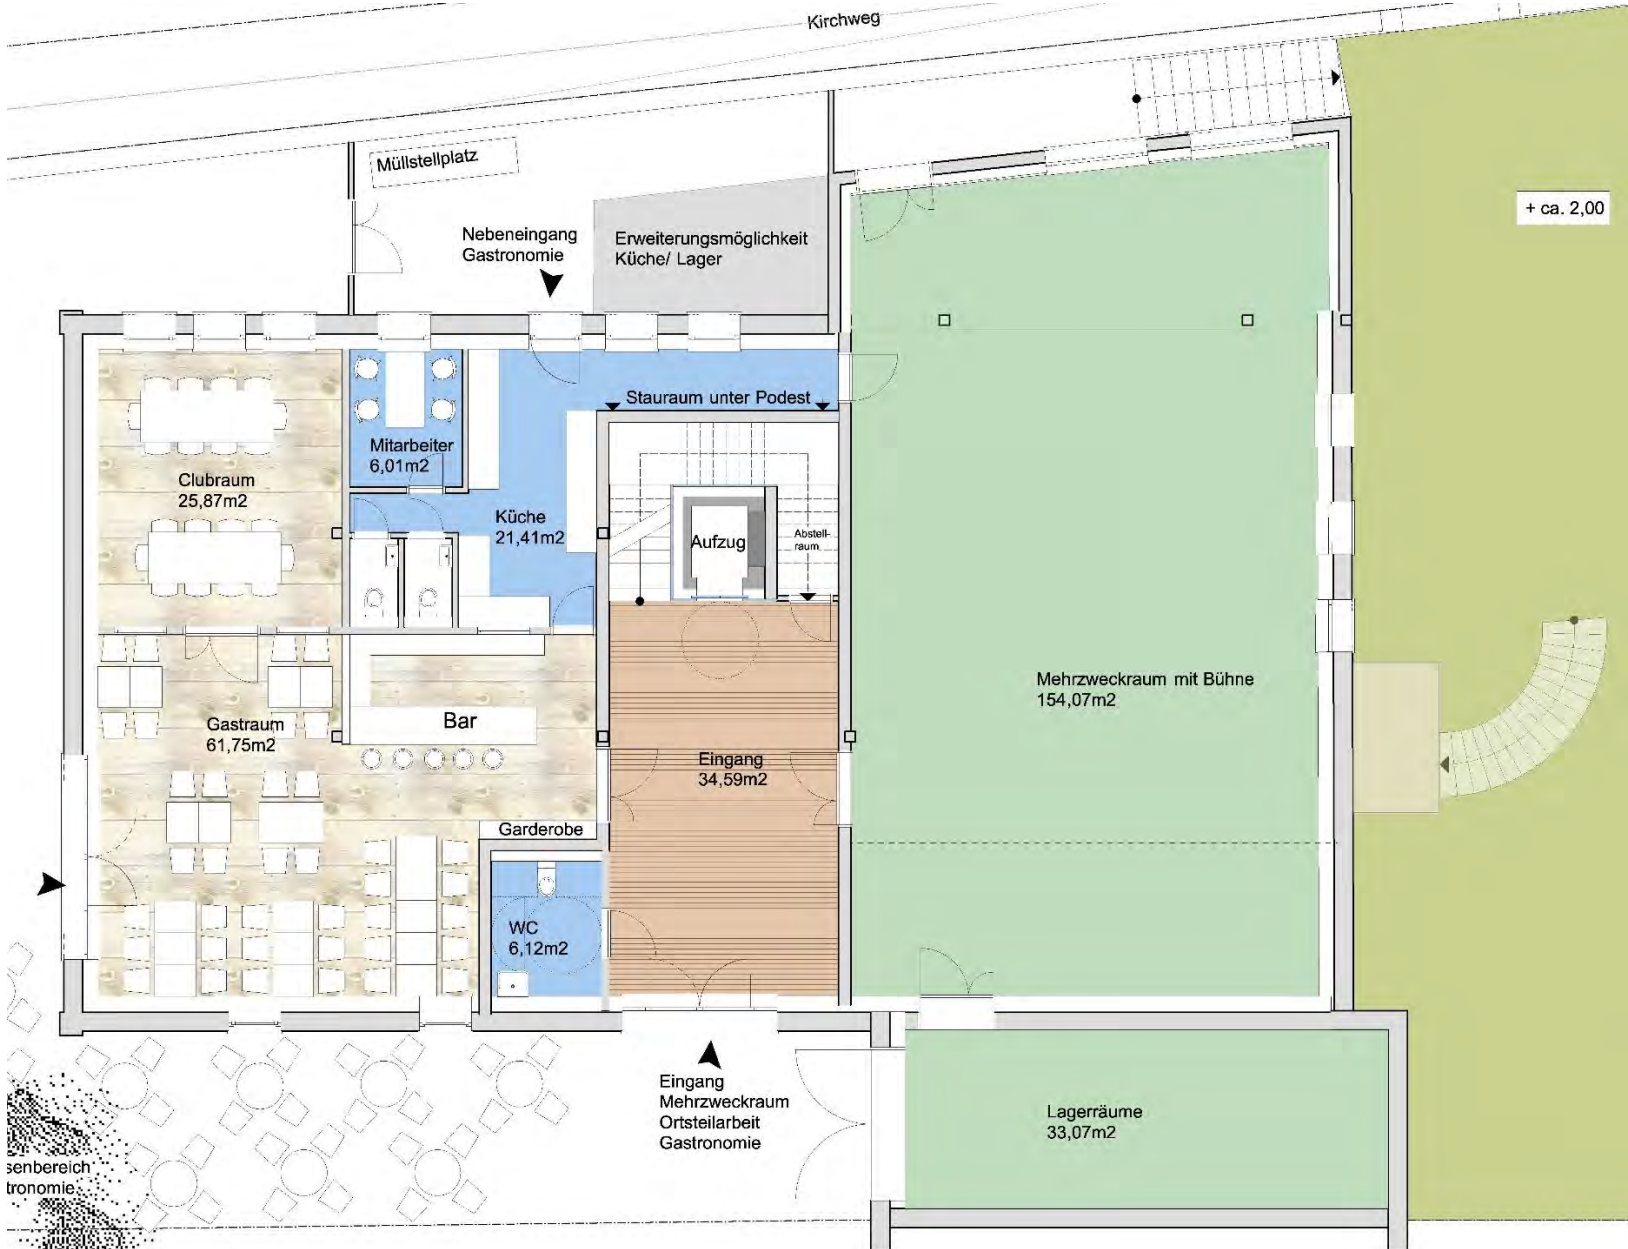 Kirchweg
Müllstellplatz
+ ca. 2,00
Nebeneingang
Gastronomie
Erweiterungsmöglichkeit
Küche/ Lager
Stauraum unter Podest
Mitarbeiter
6,01m2
Clubraum
25,87m2
Küche
21,41m2
Aufzug
Abstell-
raum
Mehrzweckraum mit Bühne
154,07m2
Gastraum
61,75m2
Bar
Eingang
34,59m2
Garderobe
WC
6,12m2
Eingang
Mehrzweckraum
Ortsteilarbeit
Gastronomie
Lagerräume
33,07m2
senbereich
tronomie